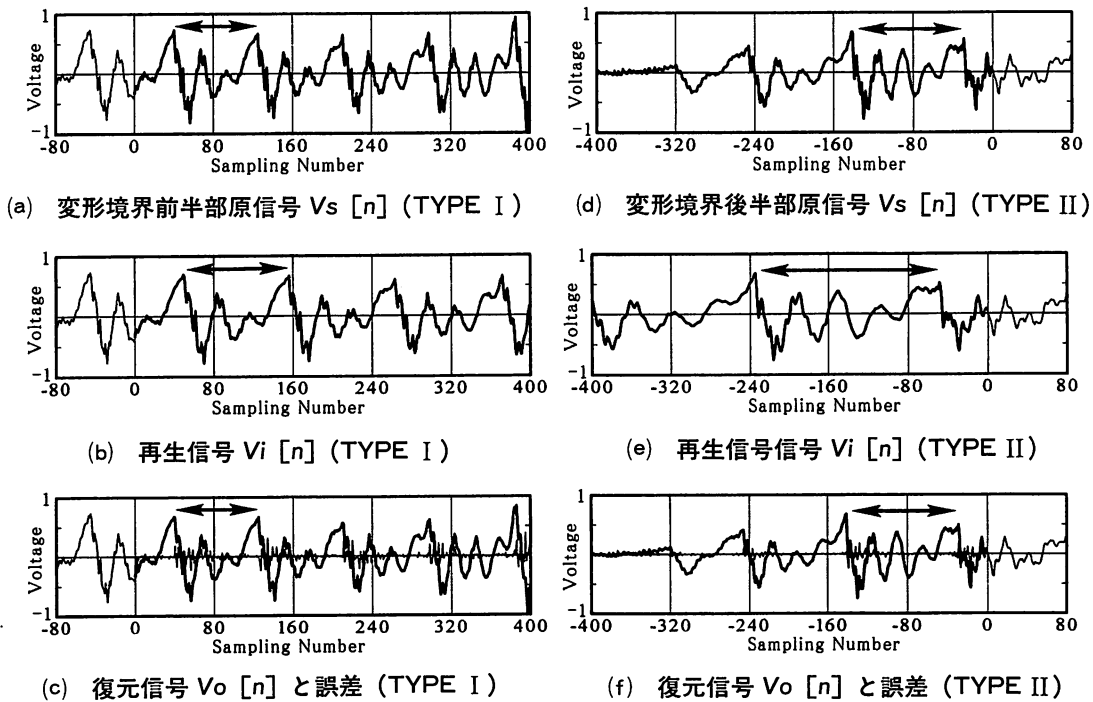 1
Voltage
-1
-80 0 80 160 240 320 400
Sampling Number
(a) 変形境界前半部原信号 Vs [n] (TYPE I)
1
Voltage
-1
-400 -320 -240 -160 -80 0 80
Sampling Number
(d) 変形境界後半部原信号 Vs [n] (TYPE II)
1
Voltage
-1
-80 0 80 160 240 320 400
Sampling Number
(b) 再生信号 Vi [n] (TYPE I)
1
Voltage
-1
-400 -320 -240 -160 -80 0 80
Sampling Number
(e) 再生信号信号 Vi [n] (TYPE II)
1
Voltage
-1
-80 0 80 160 240 320 400
Sampling Number
(c) 復元信号 Vo [n] と誤差 (TYPE I)
1
Voltage
-1
-400 -320 -240 -160 -80 0 80
Sampling Number
(f) 復元信号 Vo [n] と誤差 (TYPE II)